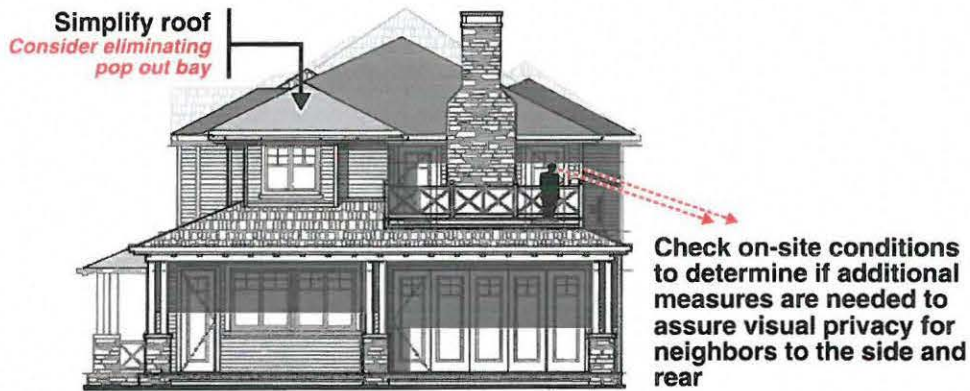 Simplify roof
Consider eliminating
pop out bay
Check on-site conditions
to determine if additional
measures are needed to
assure visual privacy for
neighbors to the side and
rear